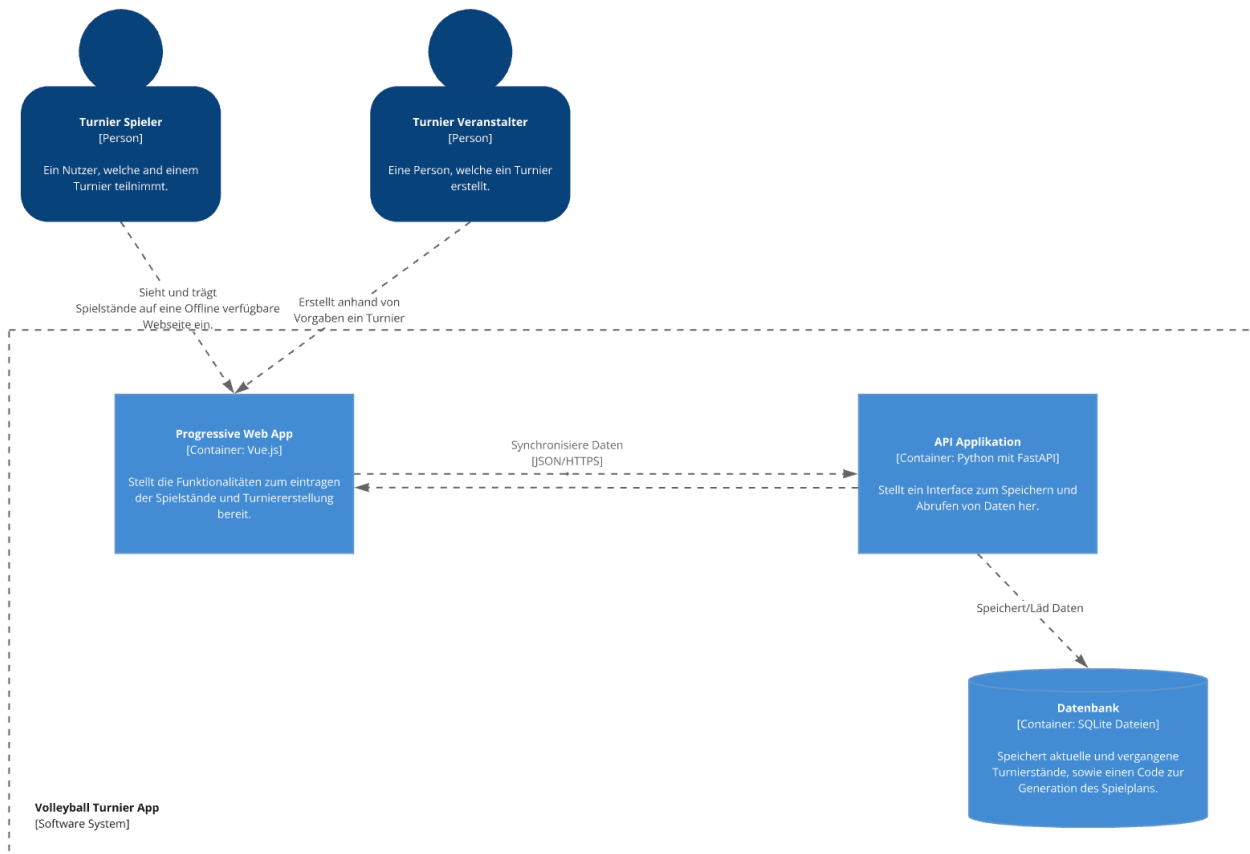 Turnier Spieler
[Person]
Ein Nutzer, welche and einem
Turnier teilnimmt.
Turnier Veranstalter
[Person]
Eine Person, welche ein Turnier
erstellt.
Sieht und trägt
Spielstände auf eine Offline verfügbare
Webseite ein.
Erstellt anhand von
Vorgaben ein Turnier
Progressive Web App
[Container: Vue.js]
Stellt die Funktionalitäten zum eintragen
der Spielstände und Turniererstellung
bereit.
Synchronisiere Daten
[JSON/HTTPS]
API Applikation
[Container: Python mit FastAPI]
Stellt ein Interface zum Speichern und
Abrufen von Daten her.
Speichert/Läd Daten
Datenbank
[Container: SQLite Dateien]
Speichert aktuelle und vergangene
Turnierstände, sowie einen Code zur
Generation des Spielplans.
Volleyball Turnier App
[Software System]